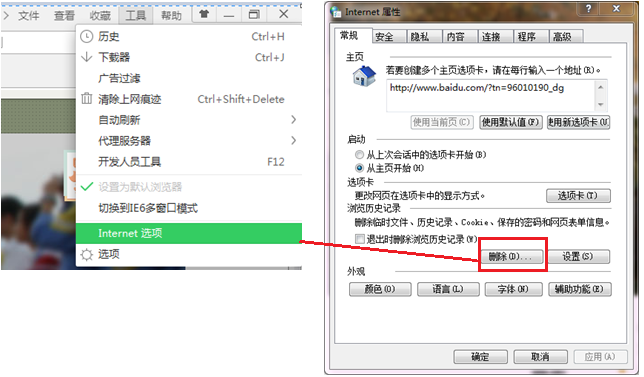 文件 查看 收藏 工具 帮助
历史 Ctrl+H
下载器 Ctrl+J
广告过滤
清除上网痕迹 Ctrl+Shift+Delete
自动刷新
代理服务器
开发人员工具 F12
设置为默认浏览器
切换到IE6多窗口模式
Internet 选项
选项
Internet 属性
常规 安全 隐私 内容 连接 程序 高级
主页
若要创建多个主页选项卡，请在每行输入一个地址(R)。
http://www.baidu.com/?tn=96010190_dg
使用当前页(C) 使用默认值(F) 使用新选项卡(U)
启动
从上次会话中的选项卡开始(B)
从主页开始(H)
选项卡
更改网页在选项卡中的显示方式。 选项卡(T)
浏览历史记录
删除临时文件、历史记录、Cookie、保存的密码和网页表单信息。
退出时删除浏览历史记录(W)
删除(D)... 设置(S)
外观
颜色(O) 语言(L) 字体(N) 辅助功能(E)
确定 取消 应用(A)